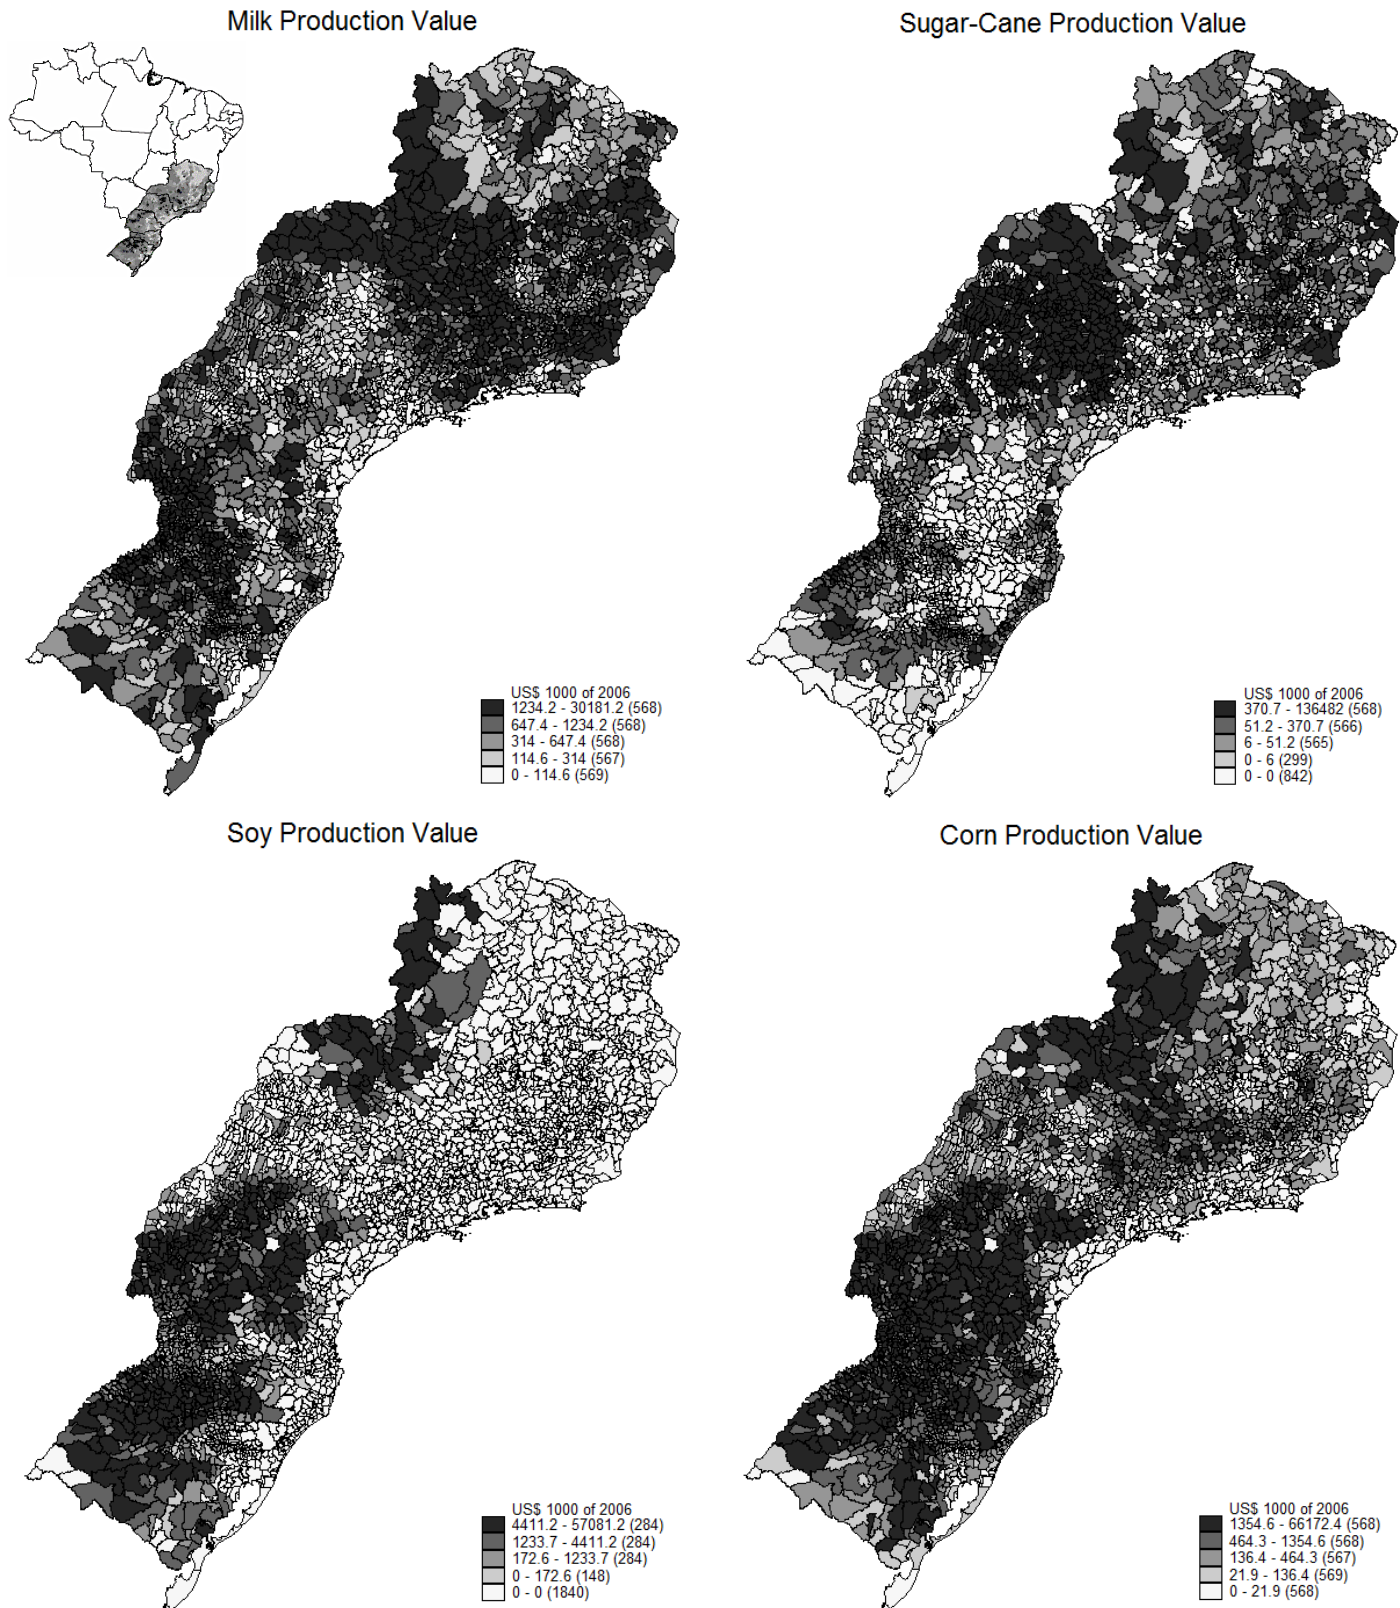 Milk Production Value
Sugar-Cane Production Value
US$ 1000 of 2006
1234.2 - 30181.2 (568)
647.4 - 1234.2 (568)
314 - 647.4 (568)
114.6 - 314 (567)
0 - 114.6 (569)
US$ 1000 of 2006
370.7 - 136482 (568)
51.2 - 370.7 (566)
6 - 51.2 (565)
0 - 6 (299)
0 - 0 (842)
Soy Production Value
Corn Production Value
US$ 1000 of 2006
4411.2 - 57081.2 (284)
1233.7 - 4411.2 (284)
172.6 - 1233.7 (284)
0 - 172.6 (148)
0 - 0 (1840)
US$ 1000 of 2006
1354.6 - 66172.4 (568)
464.3 - 1354.6 (568)
136.4 - 464.3 (567)
21.9 - 136.4 (569)
0 - 21.9 (568)